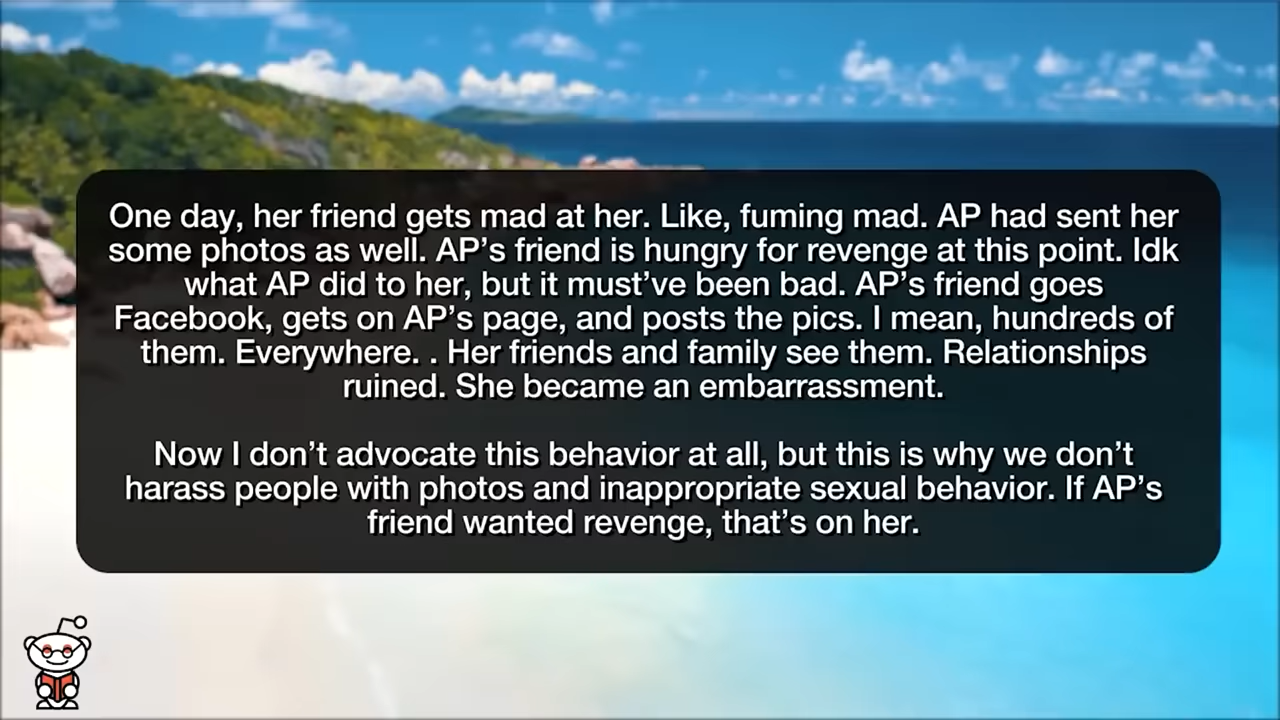 One day, her friend gets mad at her. Like, fuming mad. AP had sent her
some photos as well. AP’s friend is hungry for revenge at this point. Idk
what AP did to her, but it must’ve been bad. AP’s friend goes
Facebook, gets on AP’s page, and posts the pics. I mean, hundreds of
them. Everywhere. . Her friends and family see them. Relationships
ruined. She became an embarrassment.
Now I don’t advocate this behavior at all, but this is why we don’t
harass people with photos and inappropriate sexual behavior. If AP’s
friend wanted revenge, that’s on her.